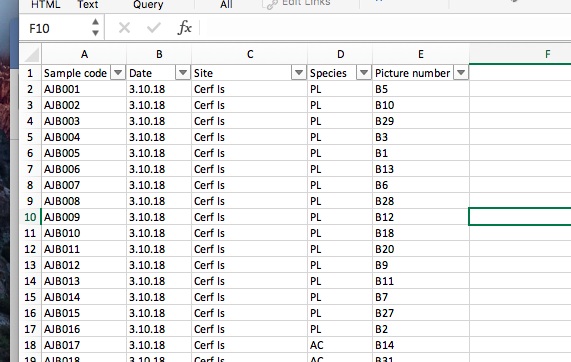 HTML Text Query All Edit Links
F10 fx
A B C D E F
1 Sample code Date Site Species Picture number
2 AJB001 3.10.18 Cerf Is PL B5
3 AJB002 3.10.18 Cerf Is PL B10
4 AJB003 3.10.18 Cerf Is PL B29
5 AJB004 3.10.18 Cerf Is PL B3
6 AJB005 3.10.18 Cerf Is PL B1
7 AJB006 3.10.18 Cerf Is PL B13
8 AJB007 3.10.18 Cerf Is PL B6
9 AJB008 3.10.18 Cerf Is PL B28
10 AJB009 3.10.18 Cerf Is PL B12
11 AJB010 3.10.18 Cerf Is PL B18
12 AJB011 3.10.18 Cerf Is PL B20
13 AJB012 3.10.18 Cerf Is PL B9
14 AJB013 3.10.18 Cerf Is PL B11
15 AJB014 3.10.18 Cerf Is PL B7
16 AJB015 3.10.18 Cerf Is PL B27
17 AJB016 3.10.18 Cerf Is PL B2
18 AJB017 3.10.18 Cerf Is AC B14
19 AJB018 3.10.18 Cerf Is AC B31